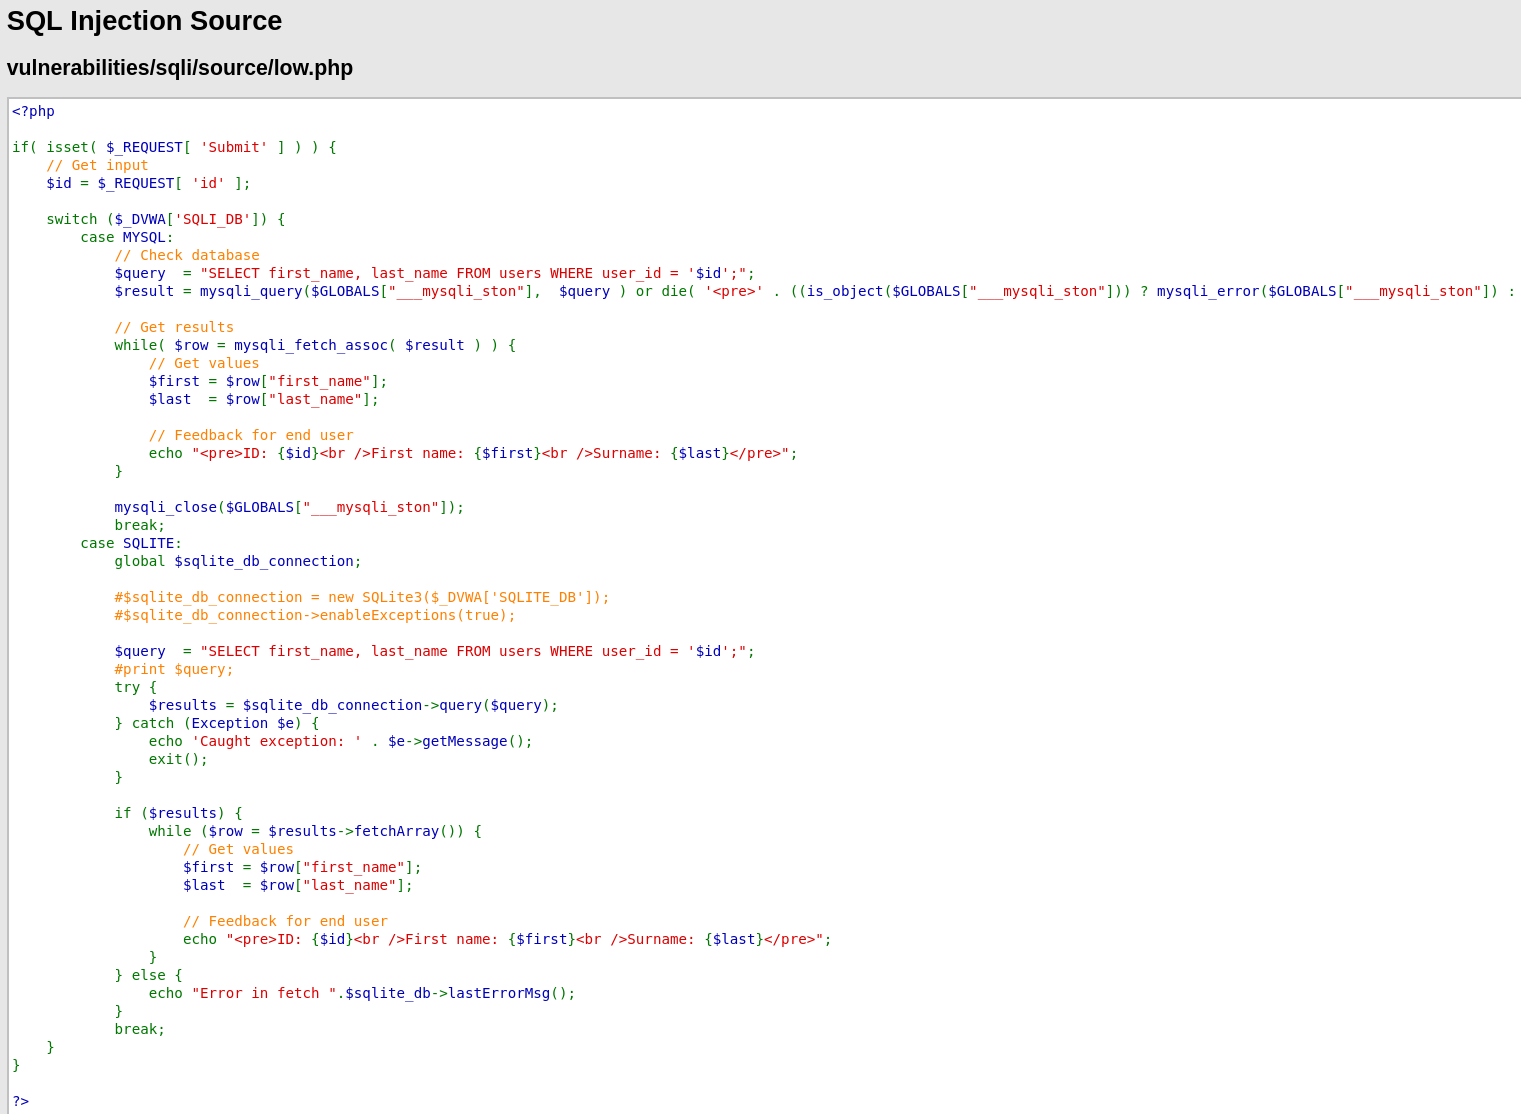 SQL Injection Source
vulnerabilities/sqli/source/low.php
<?php
if( isset( $_REQUEST[ 'Submit' ] ) ) {
    // Get input
    $id = $_REQUEST[ 'id' ];
    switch ($_DVWA['SQLI_DB']) {
        case MYSQL:
            // Check database
            $query  = "SELECT first_name, last_name FROM users WHERE user_id = '$id';";
            $result = mysqli_query($GLOBALS["___mysqli_ston"],  $query ) or die( '<pre>' . ((is_object($GLOBALS["___mysqli_ston"])) ? mysqli_error($GLOBALS["___mysqli_ston"]) :
            // Get results
            while( $row = mysqli_fetch_assoc( $result ) ) {
                // Get values
                $first = $row["first_name"];
                $last  = $row["last_name"];
                // Feedback for end user
                echo "<pre>ID: {$id}<br />First name: {$first}<br />Surname: {$last}</pre>";
            }
            mysqli_close($GLOBALS["___mysqli_ston"]);
            break;
        case SQLITE:
            global $sqlite_db_connection;
            #$sqlite_db_connection = new SQLite3($_DVWA['SQLITE_DB']);
            #$sqlite_db_connection->enableExceptions(true);
            $query  = "SELECT first_name, last_name FROM users WHERE user_id = '$id';";
            #print $query;
            try {
                $results = $sqlite_db_connection->query($query);
            } catch (Exception $e) {
                echo 'Caught exception: ' . $e->getMessage();
                exit();
            }
            if ($results) {
                while ($row = $results->fetchArray()) {
                    // Get values
                    $first = $row["first_name"];
                    $last  = $row["last_name"];
                    // Feedback for end user
                    echo "<pre>ID: {$id}<br />First name: {$first}<br />Surname: {$last}</pre>";
                }
            } else {
                echo "Error in fetch ".$sqlite_db->lastErrorMsg();
            }
            break;
    }
}
?>